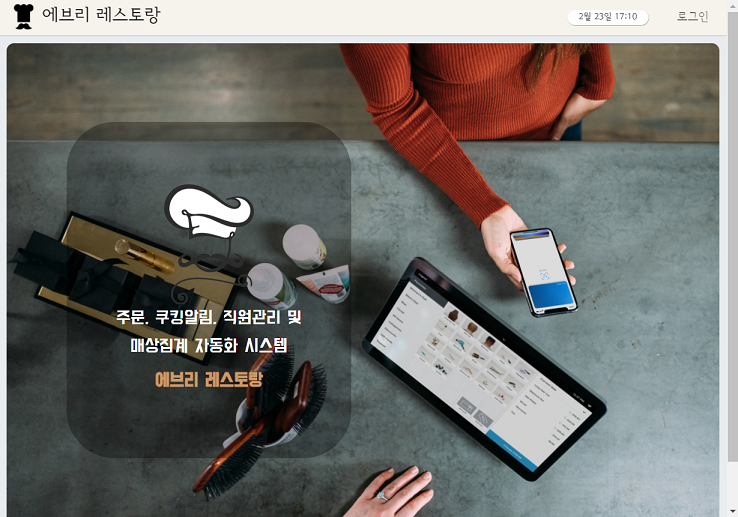 에브리 레스토랑
2월 23일 17:10
로그인
주문, 쿠킹알림, 직원관리 및
매상집계 자동화 시스템
에브리 레스토랑